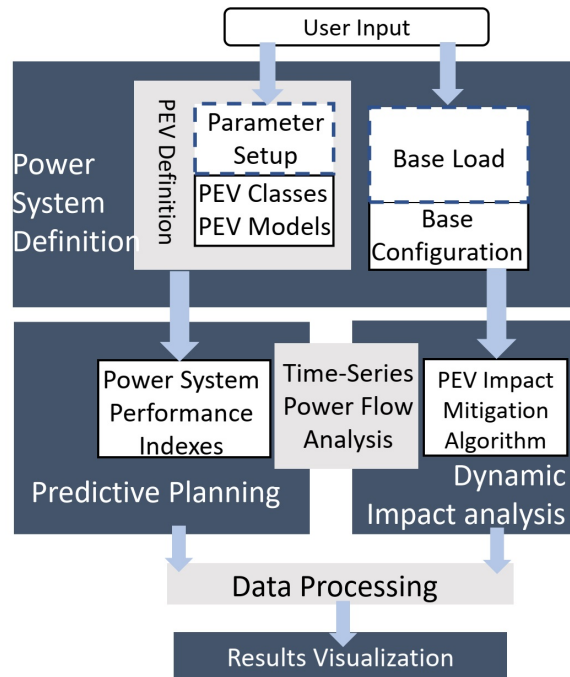 User Input
Power
System
Definition
PEV Definition
Parameter
Setup
PEV Classes
PEV Models
Base Load
Base
Configuration
Power System
Performance
Indexes
Predictive Planning
Time-Series
Power Flow
Analysis
PEV Impact
Mitigation
Algorithm
Dynamic
Impact analysis
Data Processing
Results Visualization